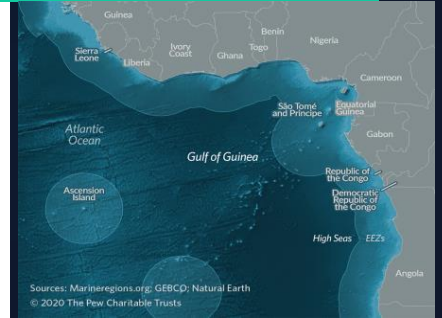 Guinea
Sierra
Leone
Liberia
Ivory
Coast
Ghana
Togo
Benin
Nigeria
Cameroon
São Tomé
and Príncipe
Equatorial
Guinea
Gabon
Atlantic
Ocean
Gulf of Guinea
Republic of
the Congo
Democratic
Republic of
the Congo
Ascension
Island
High Seas
EEZs
Angola
Sources: Marineregions.org; GEBCO; Natural Earth
© 2020 The Pew Charitable Trusts